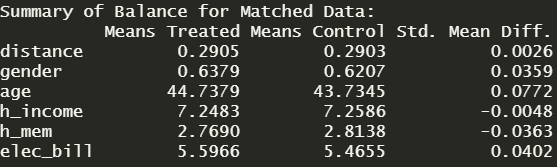 Summary of Balance for Matched Data:
Means Treated Means Control Std. Mean Diff.
distance 0.2905 0.2903 0.0026
gender 0.6379 0.6207 0.0359
age 44.7379 43.7345 0.0772
h_income 7.2483 7.2586 -0.0048
h_mem 2.7690 2.8138 -0.0363
elec_bill 5.5966 5.4655 0.0402